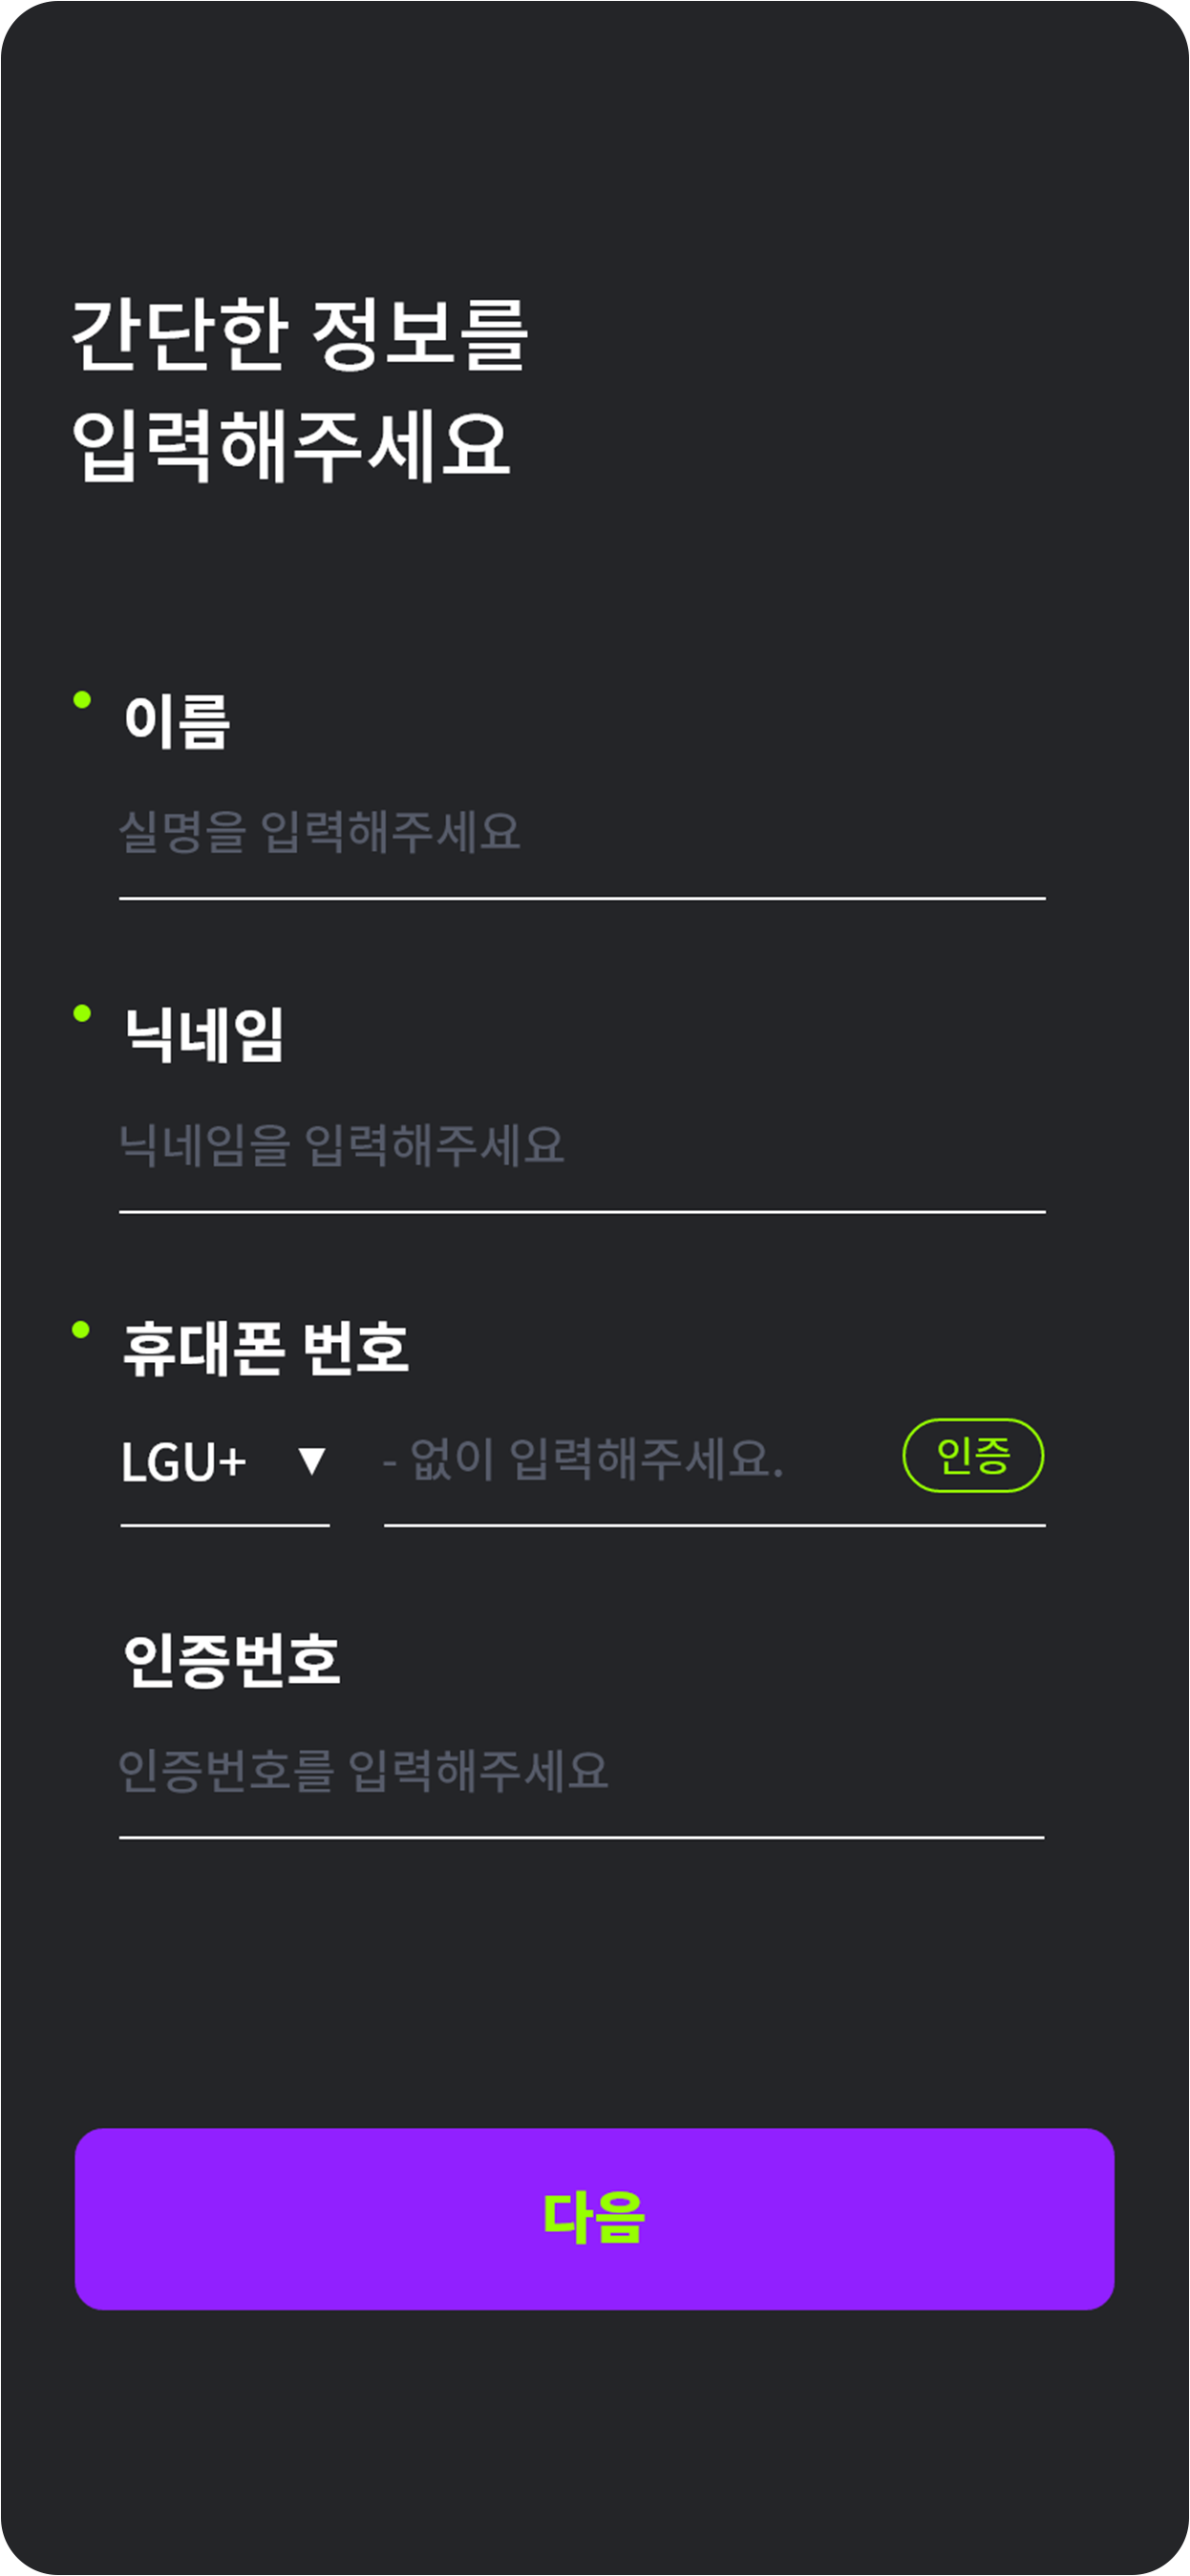 간단한 정보를
입력해주세요
이름
실명을 입력해주세요
닉네임
닉네임을 입력해주세요
휴대폰 번호
LGU+ ▼ - 없이 입력해주세요. 인증
인증번호
인증번호를 입력해주세요
다음